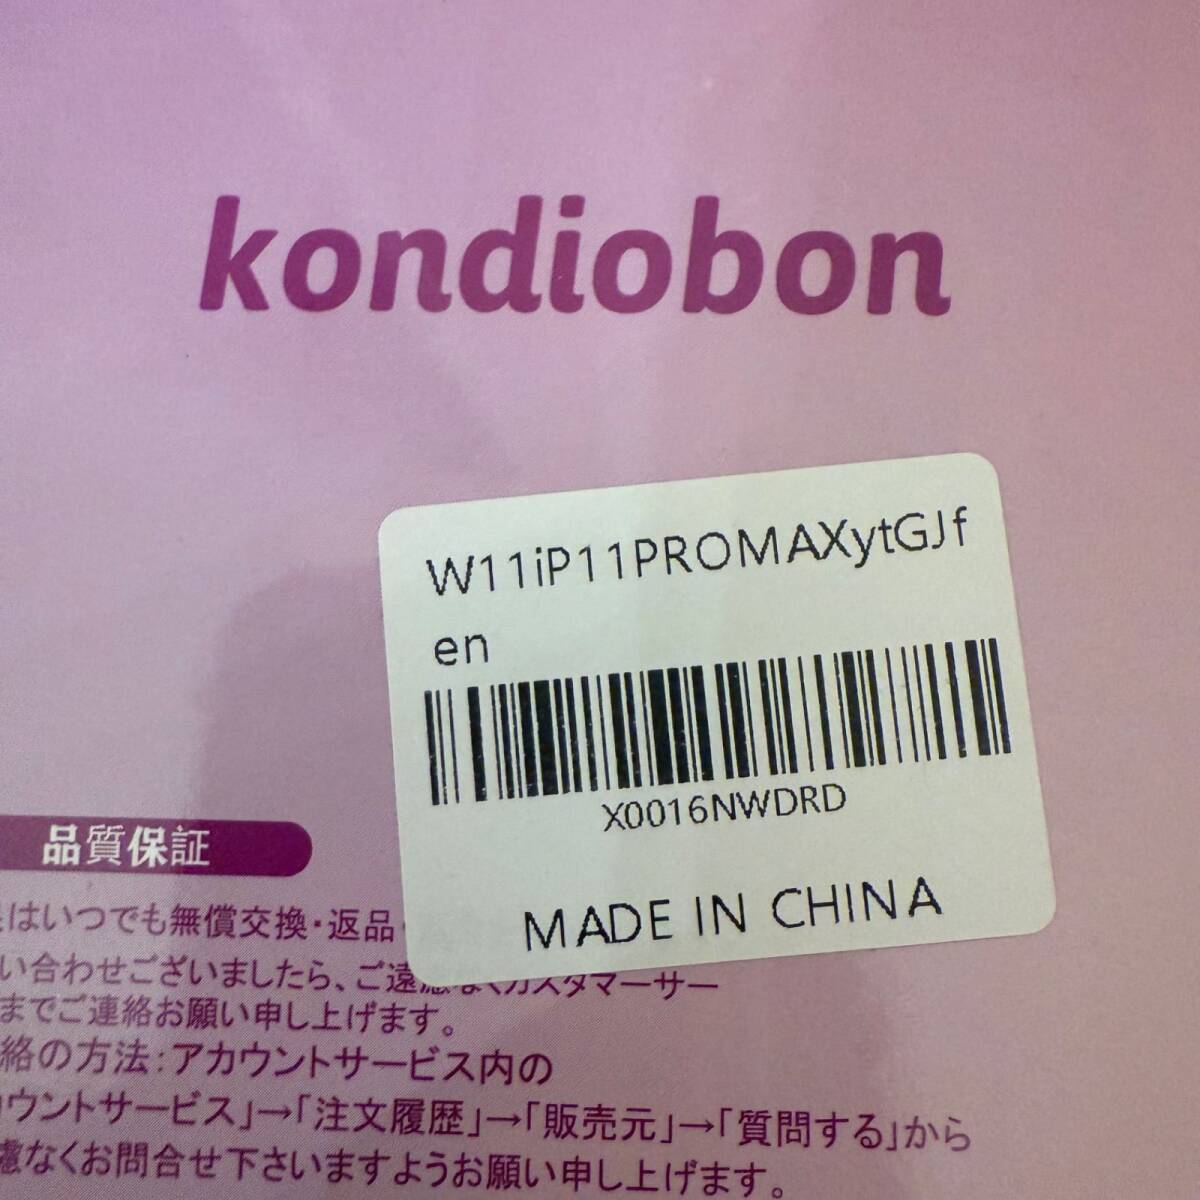 kondiobon
W11iP11PROMAXytGJf
en
X0016NWDRD
MADE IN CHINA
品質保証
はいつでも無償交換・返品
い合わせございましたら、ご遠慮なくカスタマーサー
までご連絡お願い申し上げます。
絡の方法:アカウントサービス内の
ウントサービス」→「注文履歴」→「販売元」→「質問する」から
慮なくお問合せ下さいますようお願い申し上げます。